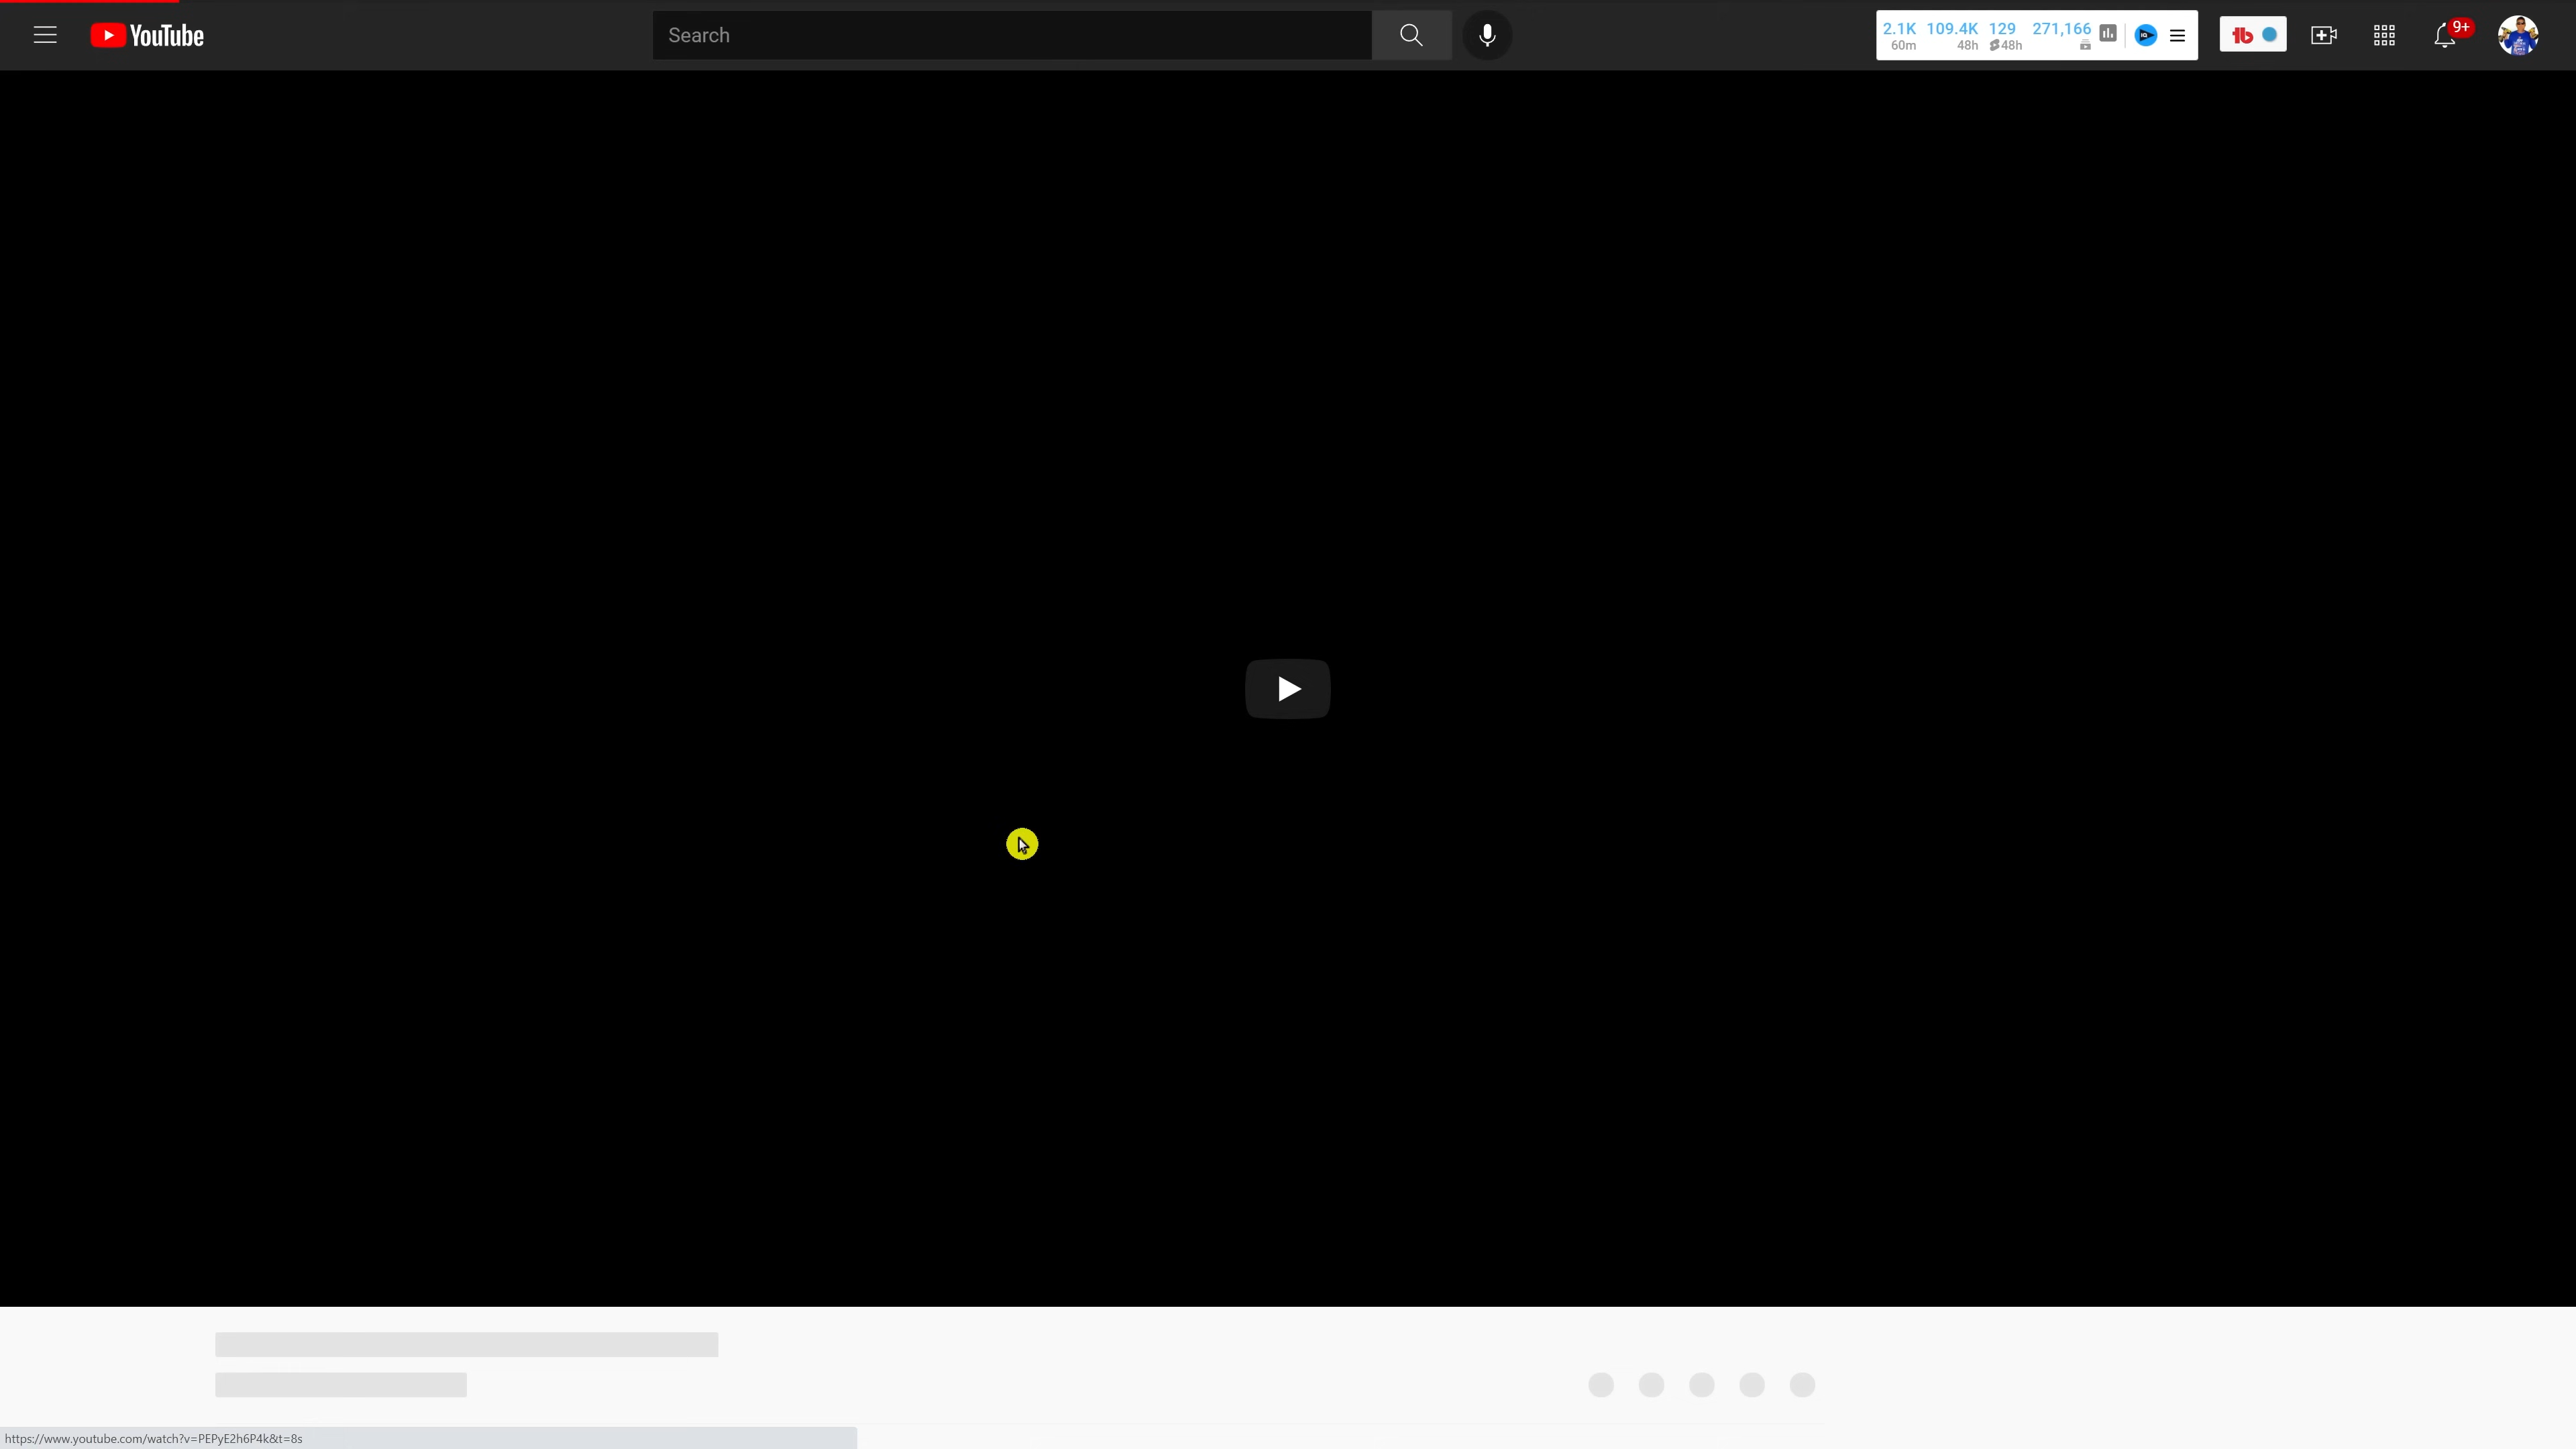 YouTube
Search
2.1K 109.4K 129 271,166
60m 48h 48h
9+
https://www.youtube.com/watch?v=PEPyE2h6P4k&t=8s